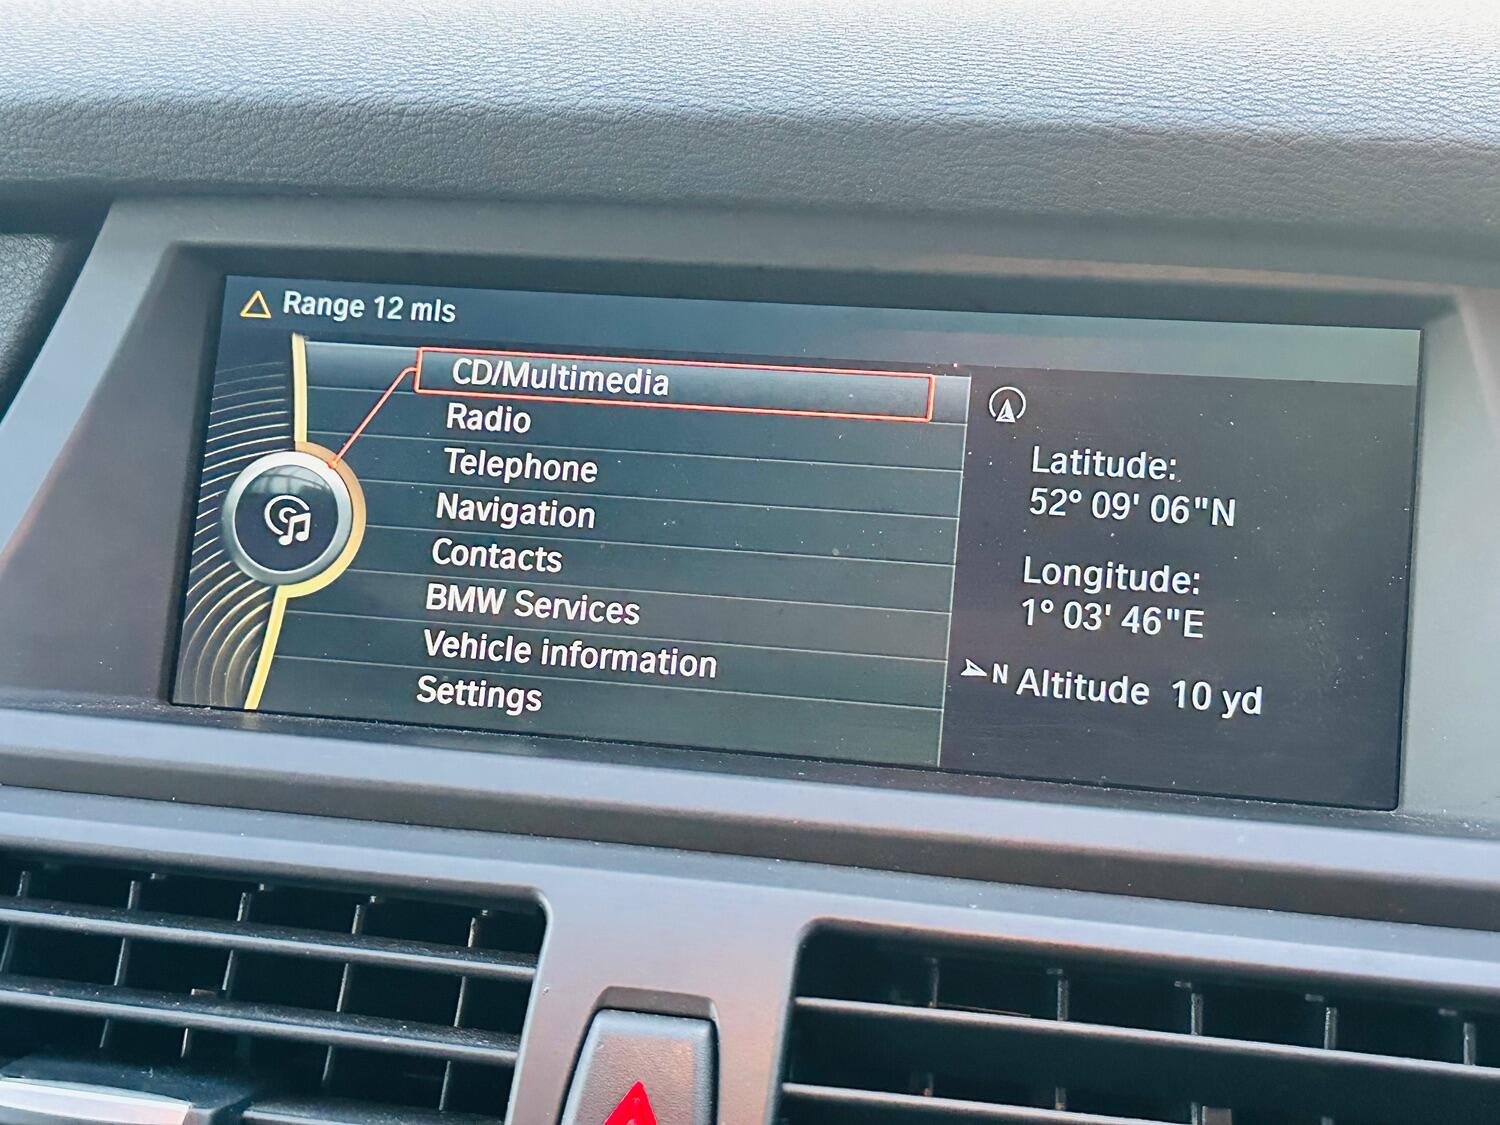 Range 12 mls
CD/Multimedia
Radio
Telephone
Navigation
Contacts
BMW Services
Vehicle information
Settings
Latitude:
52° 09' 06"N
Longitude:
1° 03' 46"E
N
Altitude 10 yd